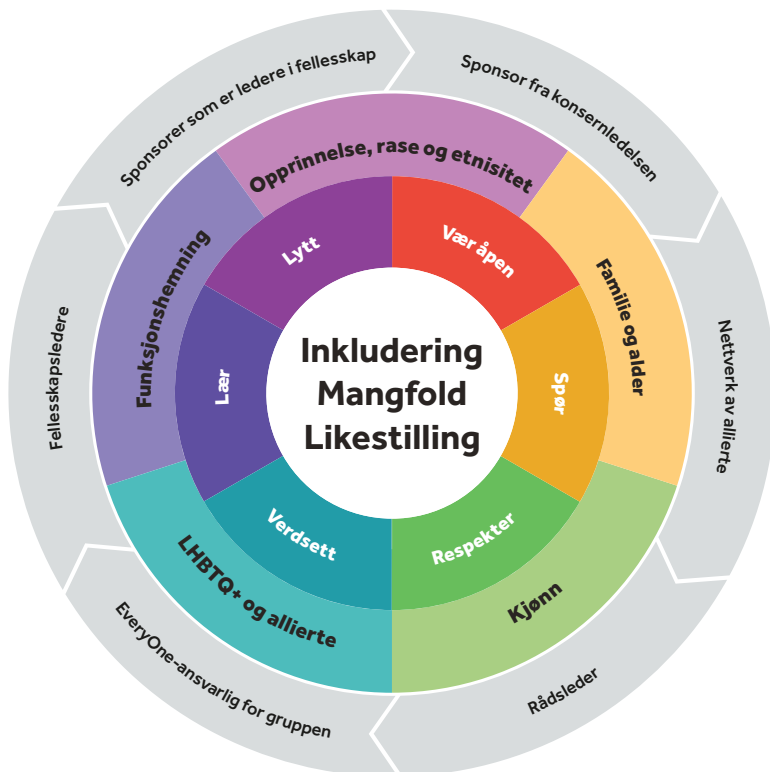 Inkludering
Mangfold
Likestilling
Vær åpen
Spør
Respekter
Verdsett
Lær
Lytt
Opprinnelse, rase og etnisitet
Familie og alder
Kjønn
LHBTQ+ og allierte
Funksjonshemning
Sponsor fra konsernledelsen
Nettverk av allierte
Rådsleder
EveryOne-ansvarlig for gruppen
Fellesskapsledere
Sponsorer som er ledere i fellesskap